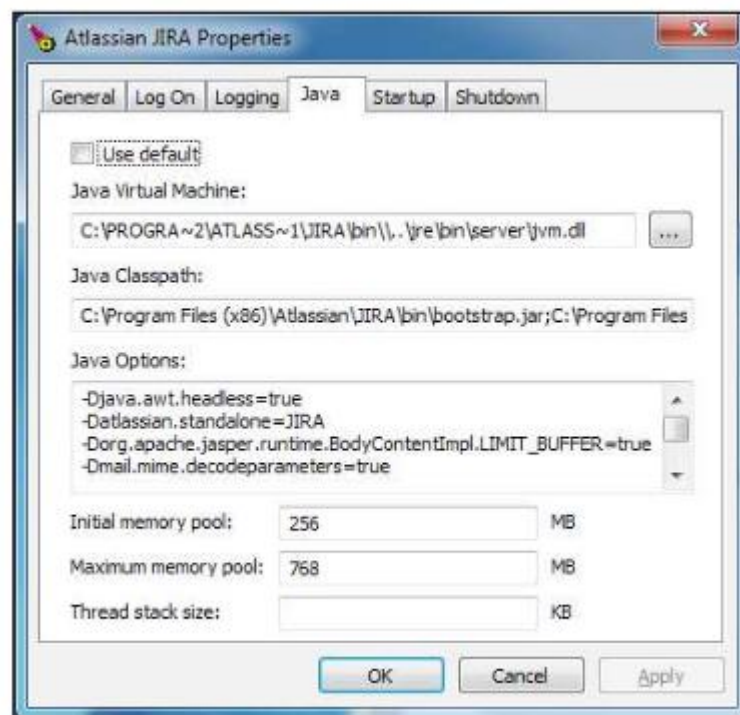 Atlassian JIRA Properties
General Log On Logging Java Startup Shutdown
Use default
Java Virtual Machine:
C:\PROGRA~2\ATLASS~1\JIRA\bin\\..\jre\bin\server\jvm.dll ...
Java Classpath:
C:\Program Files (x86)\Atlassian\JIRA\bin\bootstrap.jar;C:\Program Files
Java Options:
-Djava.awt.headless=true
-Datlassian.standalone=JIRA
-Dorg.apache.jasper.runtime.BodyContentImpl.LIMIT_BUFFER=true
-Dmail.mime.decodeparameters=true
Initial memory pool: 256 MB
Maximum memory pool: 768 MB
Thread stack size: KB
OK Cancel Apply